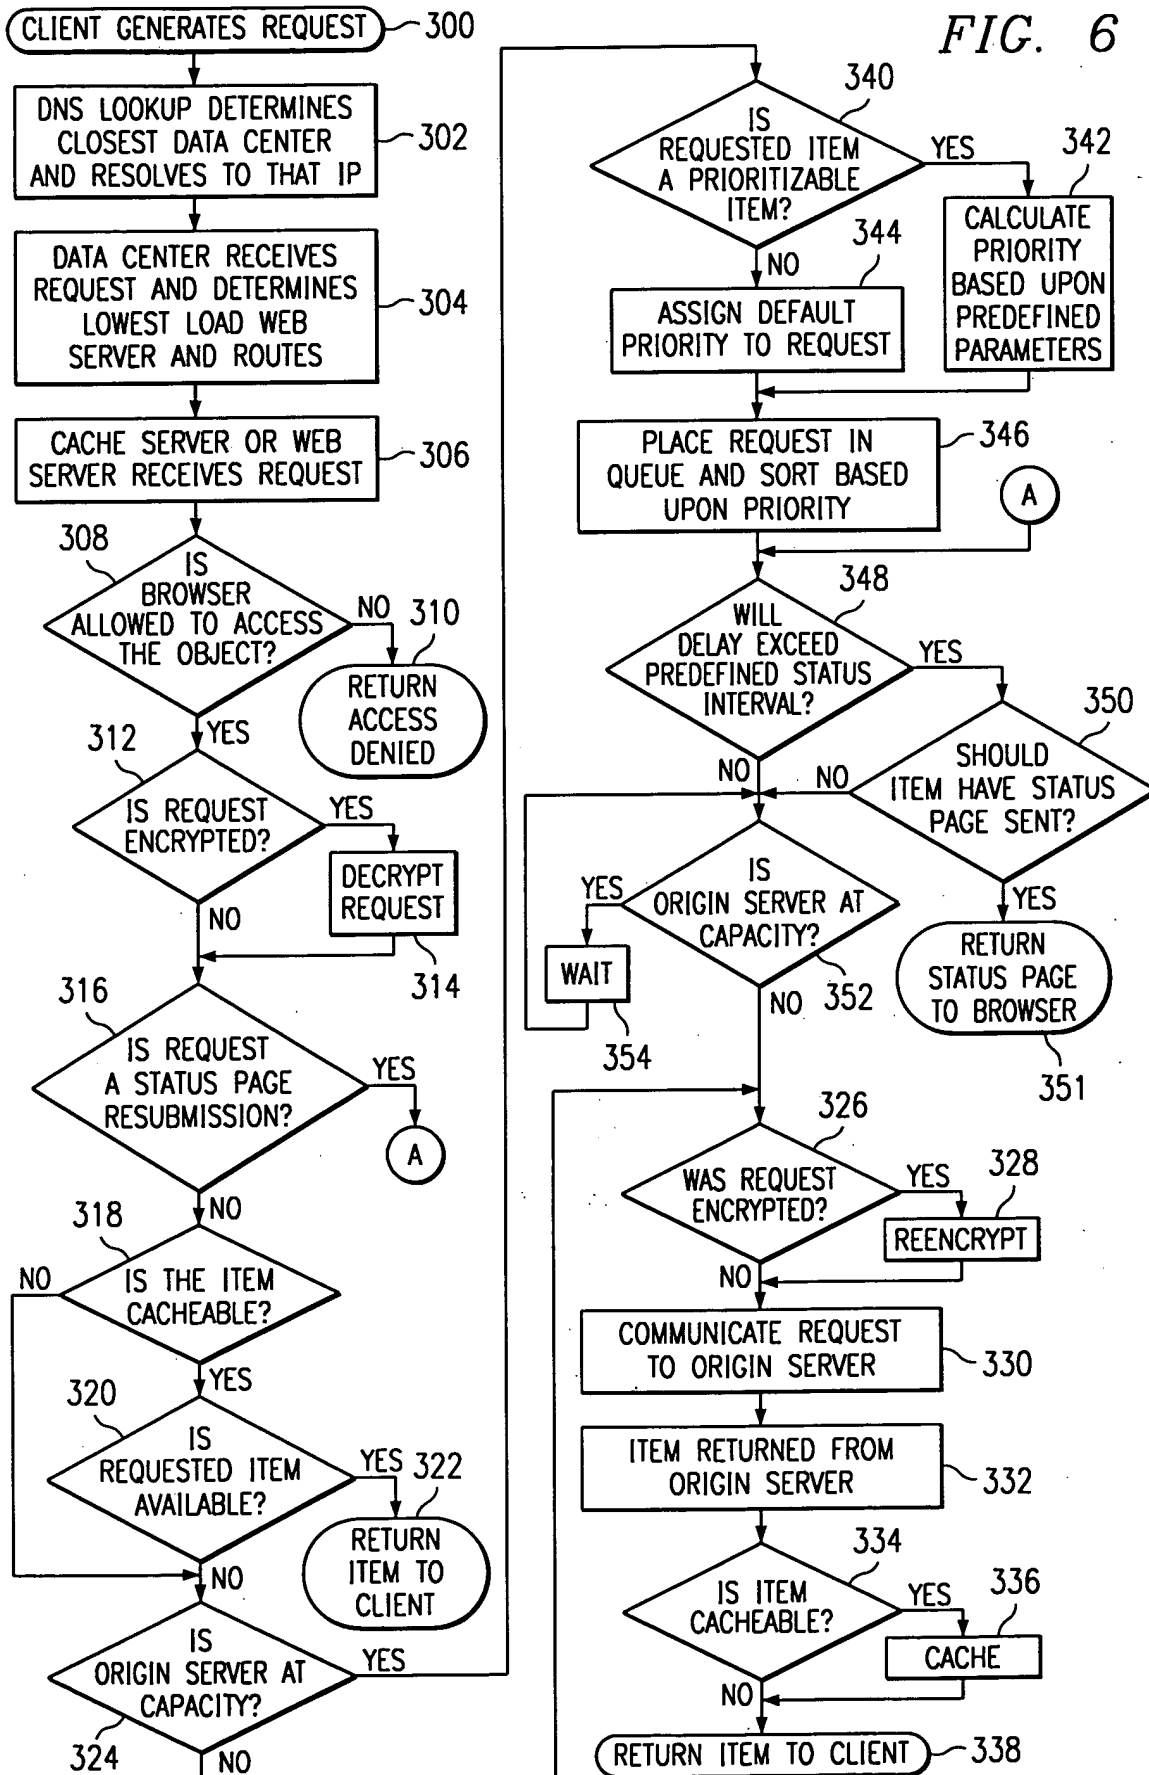 FIG. 6
CLIENT GENERATES REQUEST
300
DNS LOOKUP DETERMINES
CLOSEST DATA CENTER
AND RESOLVES TO THAT IP
302
DATA CENTER RECEIVES
REQUEST AND DETERMINES
LOWEST LOAD WEB
SERVER AND ROUTES
304
CACHE SERVER OR WEB
SERVER RECEIVES REQUEST
306
308
IS
BROWSER
ALLOWED TO ACCESS
THE OBJECT?
NO
310
RETURN
ACCESS
DENIED
YES
312
IS REQUEST
ENCRYPTED?
YES
DECRYPT
REQUEST
314
NO
316
IS REQUEST
A STATUS PAGE
RESUBMISSION?
YES
A
NO
318
IS THE ITEM
CACHEABLE?
NO
YES
320
IS
REQUESTED ITEM
AVAILABLE?
YES
322
RETURN
ITEM TO
CLIENT
NO
IS
ORIGIN SERVER AT
CAPACITY?
YES
324
NO
340
IS
REQUESTED ITEM
A PRIORITIZABLE
ITEM?
YES
342
CALCULATE
PRIORITY
BASED UPON
PREDEFINED
PARAMETERS
NO
344
ASSIGN DEFAULT
PRIORITY TO REQUEST
PLACE REQUEST IN
QUEUE AND SORT BASED
UPON PRIORITY
346
A
348
WILL
DELAY EXCEED
PREDEFINED STATUS
INTERVAL?
YES
350
SHOULD
ITEM HAVE STATUS
PAGE SENT?
NO
NO
YES
RETURN
STATUS PAGE
TO BROWSER
351
IS
ORIGIN SERVER AT
CAPACITY?
352
YES
WAIT
354
NO
326
WAS REQUEST
ENCRYPTED?
YES
328
REENCRYPT
NO
COMMUNICATE REQUEST
TO ORIGIN SERVER
330
ITEM RETURNED FROM
ORIGIN SERVER
332
334
IS ITEM
CACHEABLE?
YES
336
CACHE
NO
RETURN ITEM TO CLIENT
338